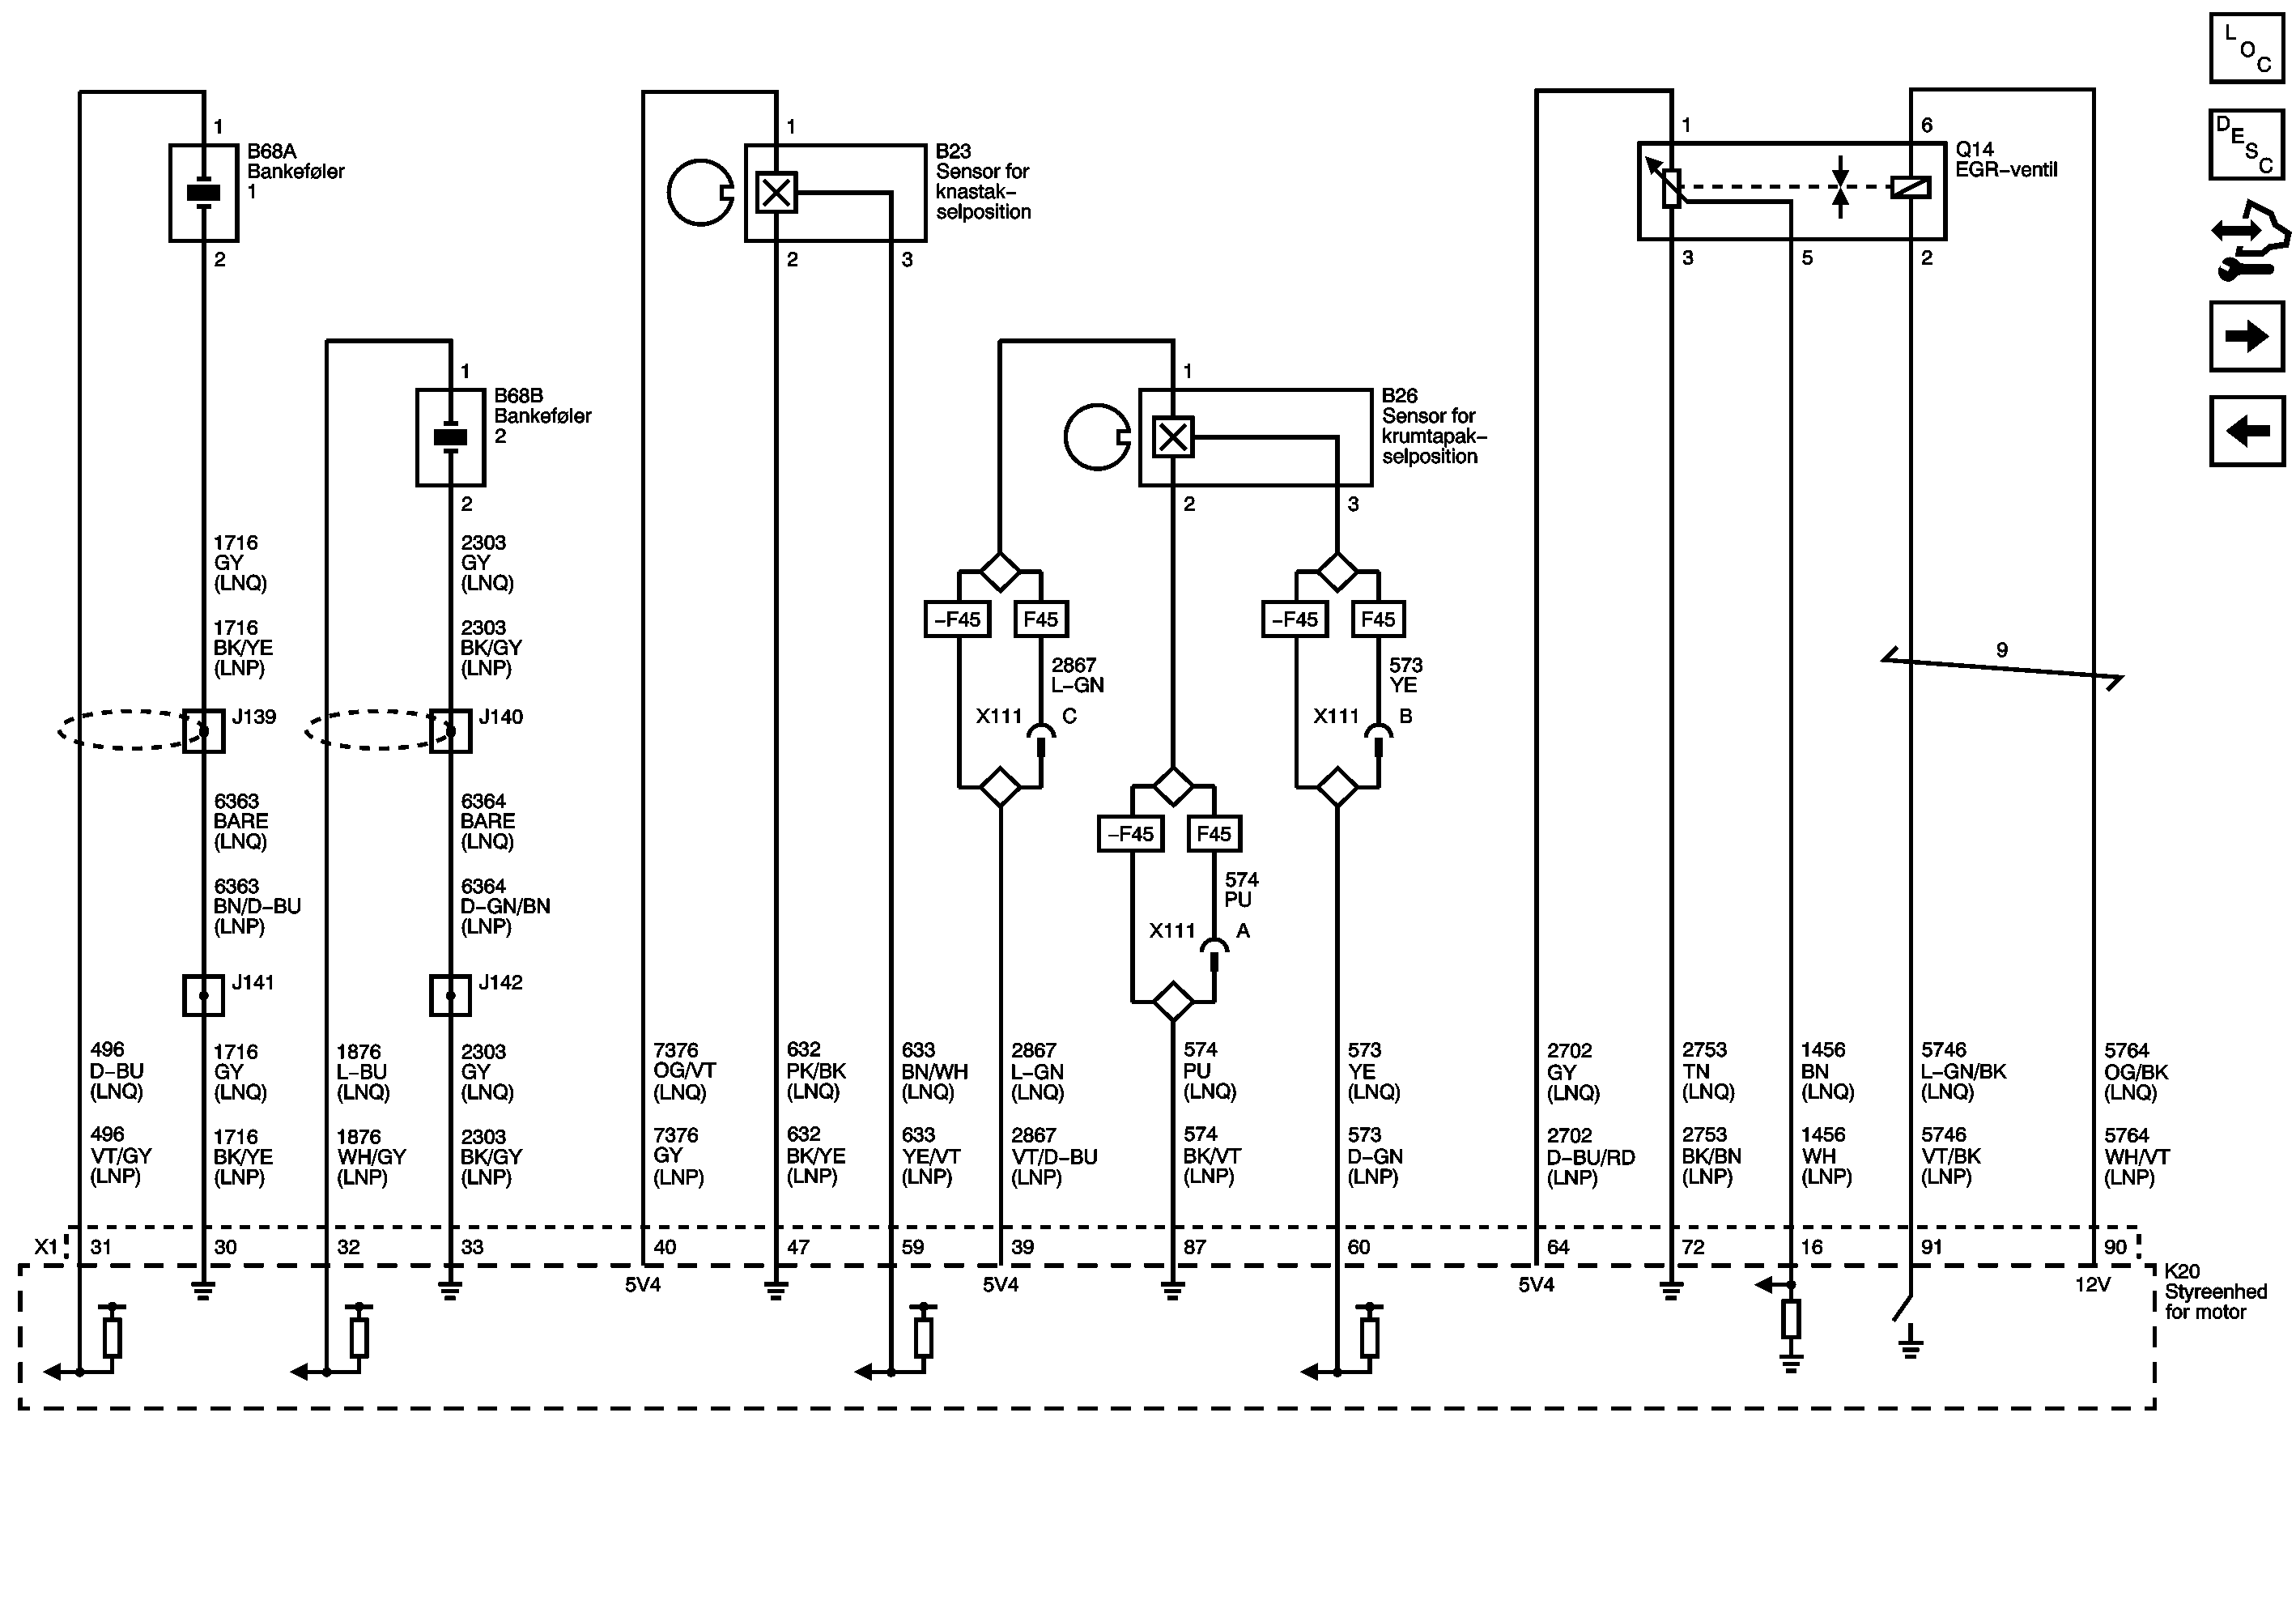 L O C
D E S C
1
B68A
Bankeføler
1
2
1
B68B
Bankeføler
2
2
1
B23
Sensor for
knastak–
selposition
2
3
1
B26
Sensor for
krumtapak–
selposition
2
3
1
6
Q14
EGR–ventil
3
5
2
1716
GY
(LNQ)
1716
BK/YE
(LNP)
2303
GY
(LNQ)
2303
BK/GY
(LNP)
J139
J140
6363
BARE
(LNQ)
6363
BN/D–BU
(LNP)
6364
BARE
(LNQ)
6364
D–GN/BN
(LNP)
J141
J142
–F45
F45
2867
L–GN
X111
C
–F45
F45
573
YE
X111
B
–F45
F45
574
PU
X111
A
9
496
D–BU
(LNQ)
496
VT/GY
(LNP)
1716
GY
(LNQ)
1716
BK/YE
(LNP)
1876
L–BU
(LNQ)
1876
WH/GY
(LNP)
2303
GY
(LNQ)
2303
BK/GY
(LNP)
7376
OG/VT
(LNQ)
7376
GY
(LNP)
632
PK/BK
(LNQ)
632
BK/YE
(LNP)
633
BN/WH
(LNQ)
633
YE/VT
(LNP)
2867
L–GN
(LNQ)
2867
VT/D–BU
(LNP)
574
PU
(LNQ)
574
BK/VT
(LNP)
573
YE
(LNQ)
573
D–GN
(LNP)
2702
GY
(LNQ)
2702
D–BU/RD
(LNP)
2753
TN
(LNQ)
2753
BK/BN
(LNP)
1456
BN
(LNQ)
1456
WH
(LNP)
5746
L–GN/BK
(LNQ)
5746
VT/BK
(LNP)
5764
OG/BK
(LNQ)
5764
WH/VT
(LNP)
X1 31 30 32 33 40 47 59 39 87 60 64 72 16 91 90
5V4 5V4 5V4 12V
K20
Styreenhed
for motor